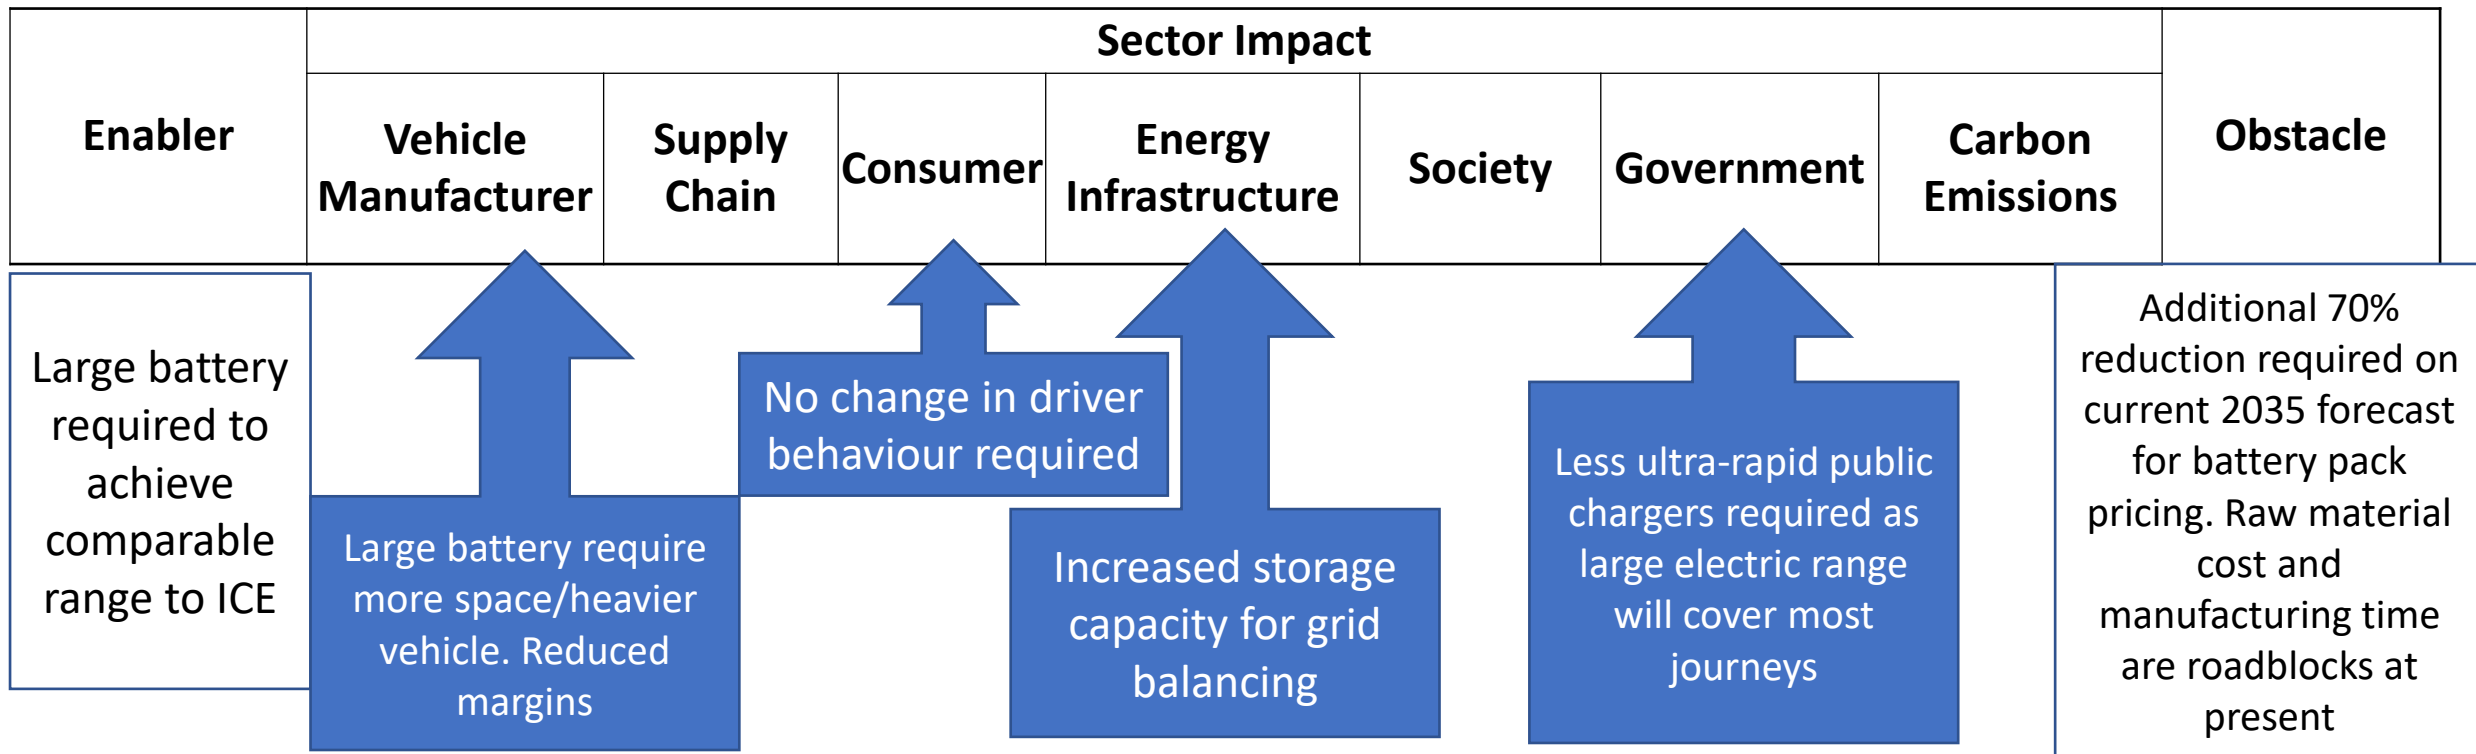 Sector Impact
Enabler
Vehicle
Manufacturer
Supply
Chain
Consumer
Energy
Infrastructure
Society
Government
Carbon
Emissions
Obstacle
Large battery
required to
achieve
comparable
range to ICE
Large battery require
more space/heavier
vehicle. Reduced
margins
No change in driver
behaviour required
Increased storage
capacity for grid
balancing
Less ultra-rapid public
chargers required as
large electric range
will cover most
journeys
Additional 70%
reduction required on
current 2035 forecast
for battery pack
pricing. Raw material
cost and
manufacturing time
are roadblocks at
present